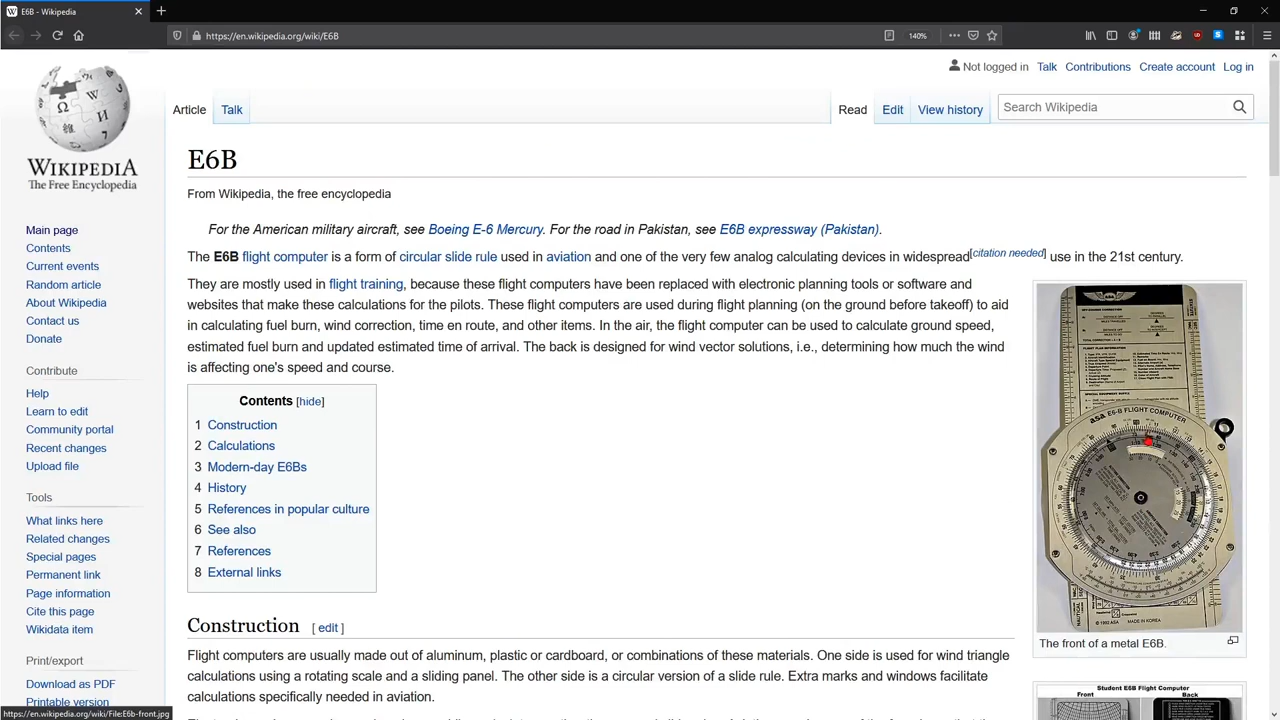 E6B - Wikipedia
https://en.wikipedia.org/wiki/E6B
140%
Not logged in Talk Contributions Create account Log in
WIKIPEDIA
The Free Encyclopedia
Article Talk Read Edit View history Search Wikipedia
E6B
From Wikipedia, the free encyclopedia
For the American military aircraft, see Boeing E-6 Mercury. For the road in Pakistan, see E6B expressway (Pakistan).
The E6B flight computer is a form of circular slide rule used in aviation and one of the very few analog calculating devices in widespread[citation needed] use in the 21st century.
They are mostly used in flight training, because these flight computers have been replaced with electronic planning tools or software and
websites that make these calculations for the pilots. These flight computers are used during flight planning (on the ground before takeoff) to aid
in calculating fuel burn, wind correction, time en route, and other items. In the air, the flight computer can be used to calculate ground speed,
estimated fuel burn and updated estimated time of arrival. The back is designed for wind vector solutions, i.e., determining how much the wind
is affecting one's speed and course.
Contents [hide]
1 Construction
2 Calculations
3 Modern-day E6Bs
4 History
5 References in popular culture
6 See also
7 References
8 External links
Construction [ edit ]
Flight computers are usually made out of aluminum, plastic or cardboard, or combinations of these materials. One side is used for wind triangle
calculations using a rotating scale and a sliding panel. The other side is a circular version of a slide rule. Extra marks and windows facilitate
calculations specifically needed in aviation.
Main page
Contents
Current events
Random article
About Wikipedia
Contact us
Donate
Contribute
Help
Learn to edit
Community portal
Recent changes
Upload file
Tools
What links here
Related changes
Special pages
Permanent link
Page information
Cite this page
Wikidata item
Print/export
Download as PDF
Printable version
https://en.wikipedia.org/wiki/File:E6b-front.jpg
asa E6-B FLIGHT COMPUTER
© 1992 ASA MADE IN KOREA
The front of a metal E6B.
Student E6B Flight Computer
Front Back